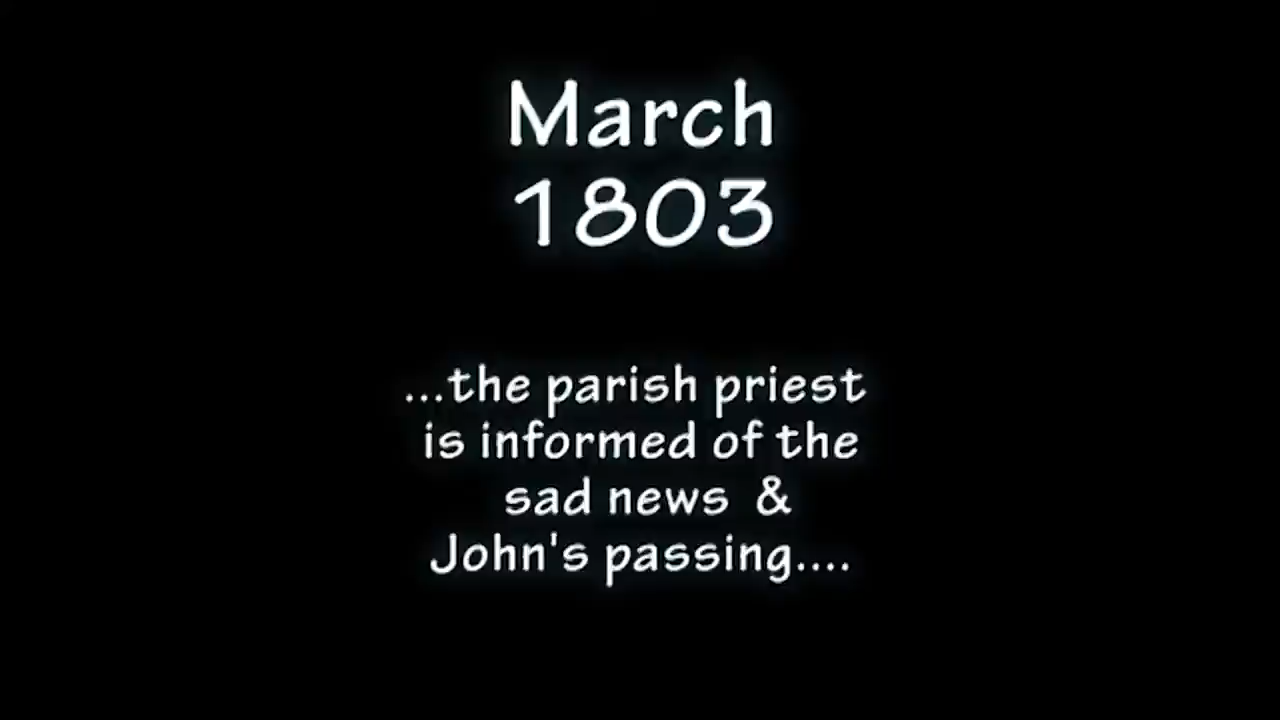 March
1803
...the parish priest
is informed of the
sad news &
John's passing....